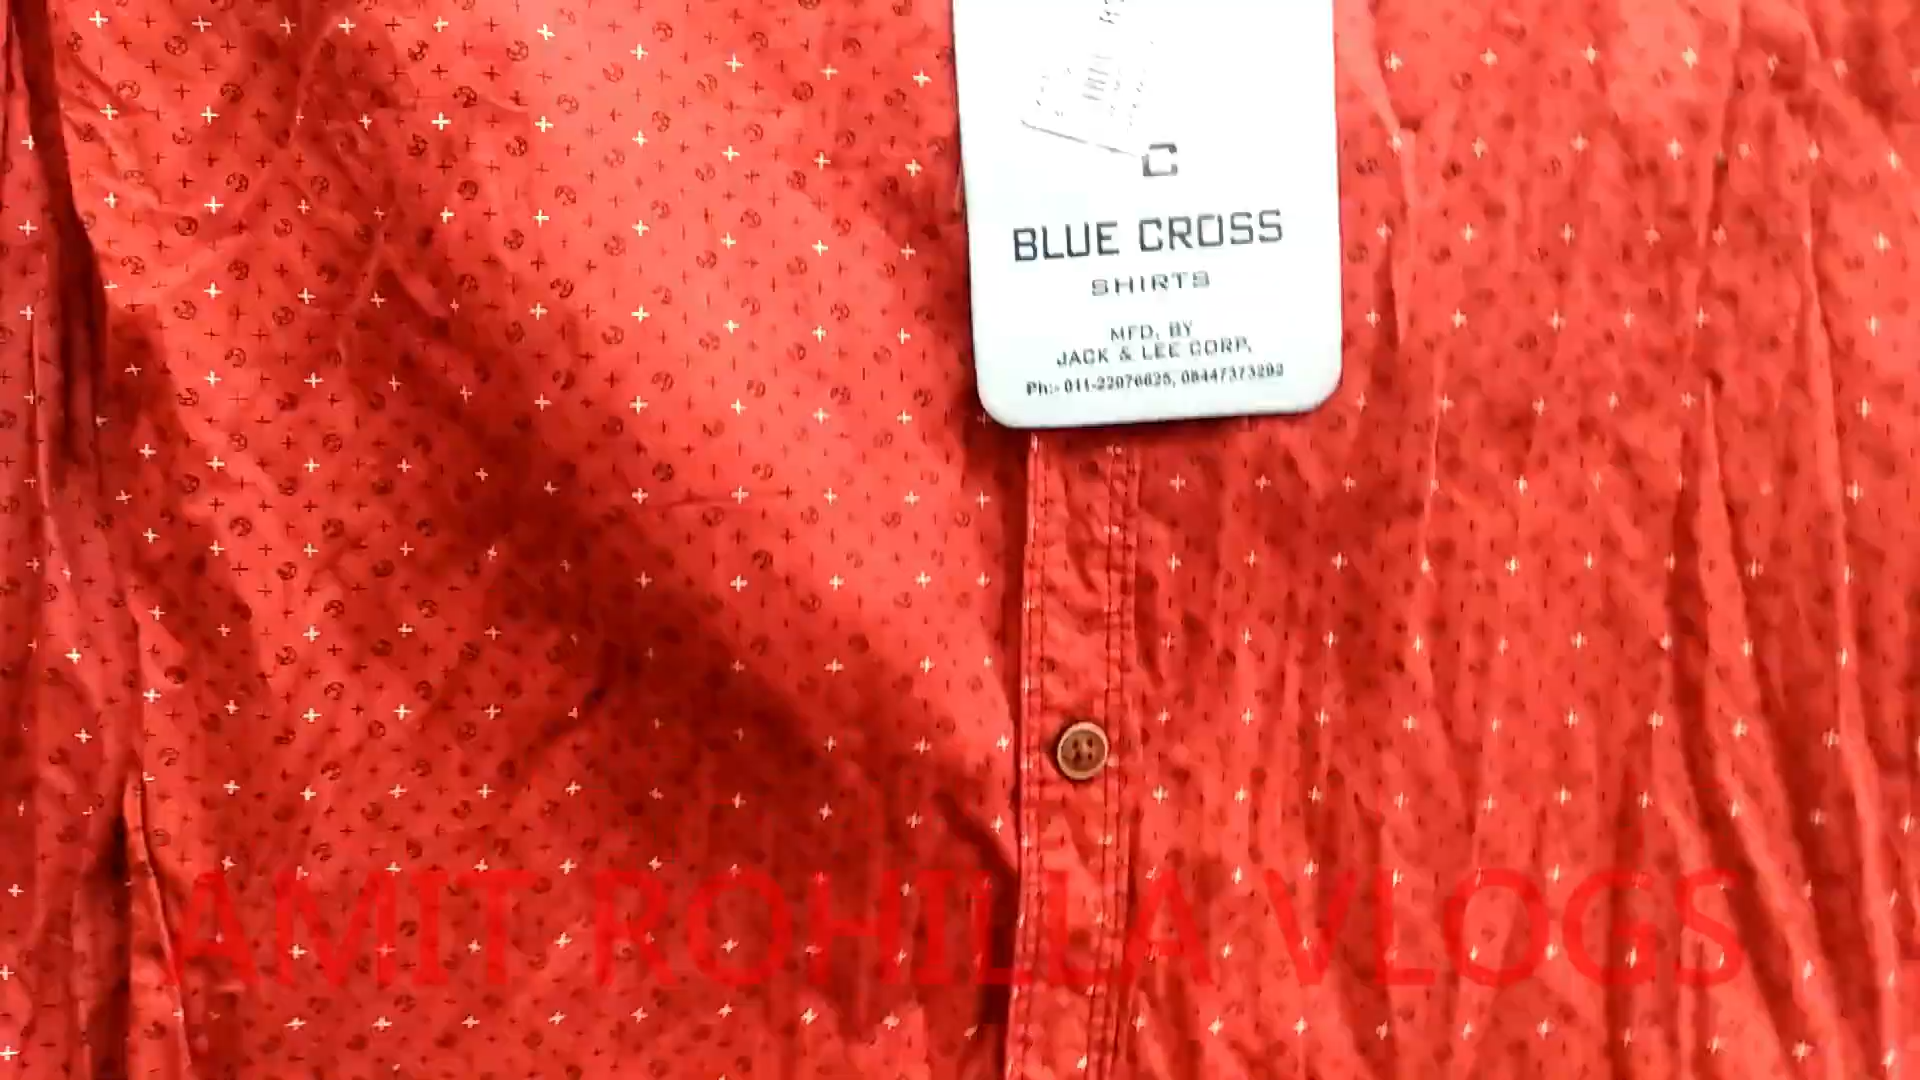 C
BLUE CROSS
SHIRTS
MFD. BY
JACK & LEE CORP.
Ph:- 011-22076625, 08447373292
AMIT ROHILLA VLOGS